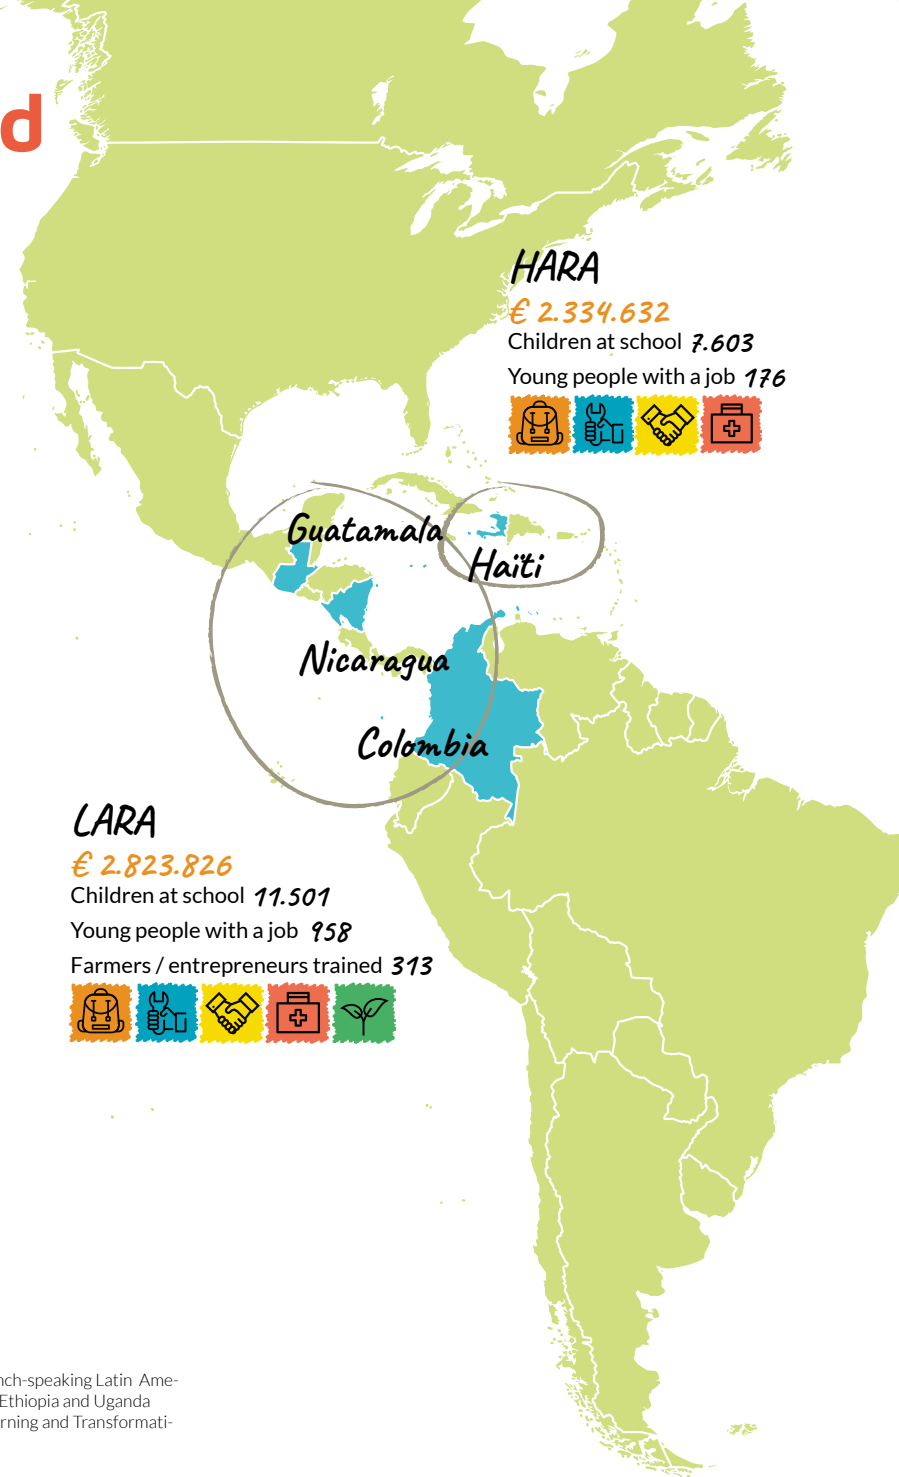 d
HARA
€ 2.334.632
Children at school 7.603
Young people with a job 176
Guatamala
Haïti
Nicaragua
Colombia
LARA
€ 2.823.826
Children at school 11.501
Young people with a job 958
Farmers / entrepreneurs trained 313
nch-speaking Latin Ame-
Ethiopia and Uganda
rning and Transformati-